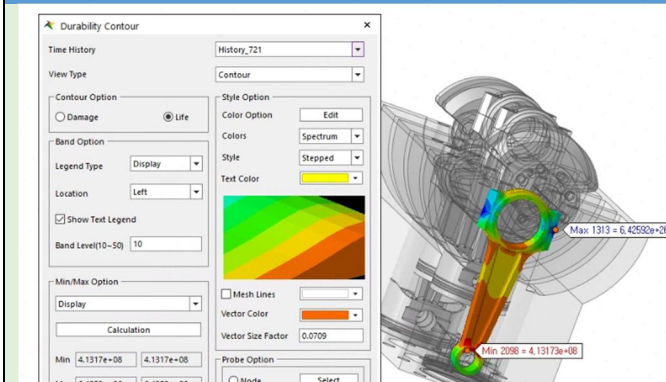 Durability Contour
Time History
History_721
View Type
Contour
Contour Option
Damage
Life
Band Option
Legend Type
Display
Location
Left
Show Text Legend
Band Level(10~50)
10
Min/Max Option
Display
Calculation
Min
4.1317e+08
4.1317e+08
Style Option
Color Option
Edit
Colors
Spectrum
Style
Stepped
Text Color
Mesh Lines
Vector Color
Vector Size Factor
0.0709
Probe Option
Node
Select
Max 1313 = 6,42592e+26
Min 2098 = 4,13173e+08